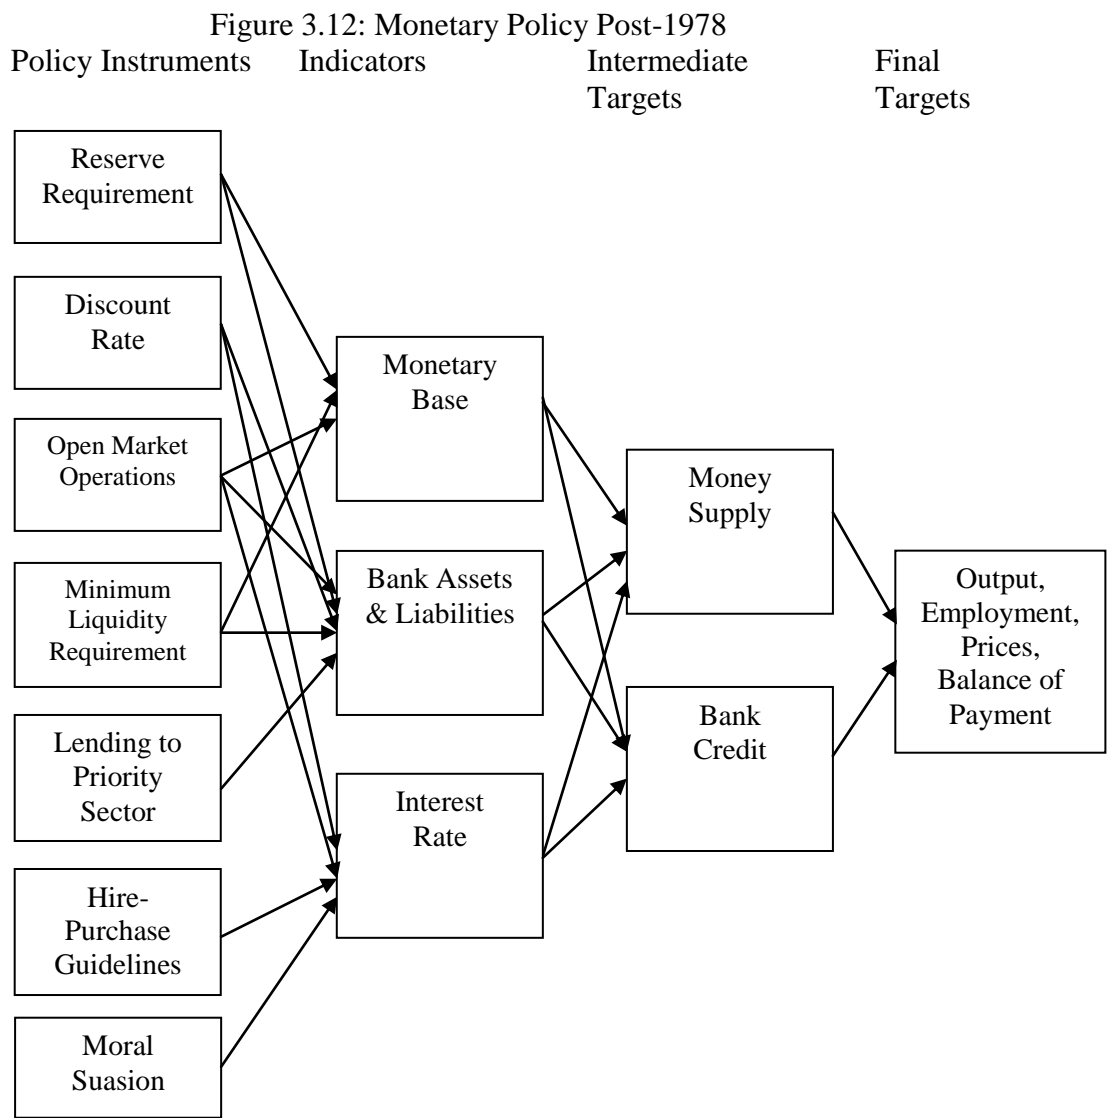 Figure 3.12: Monetary Policy Post-1978
Policy Instruments
Indicators
Intermediate
Targets
Final
Targets
Reserve
Requirement
Discount
Rate
Open Market
Operations
Minimum
Liquidity
Requirement
Lending to
Priority
Sector
Hire-
Purchase
Guidelines
Moral
Suasion
Monetary
Base
Bank Assets
& Liabilities
Interest
Rate
Money
Supply
Bank
Credit
Output,
Employment,
Prices,
Balance of
Payment